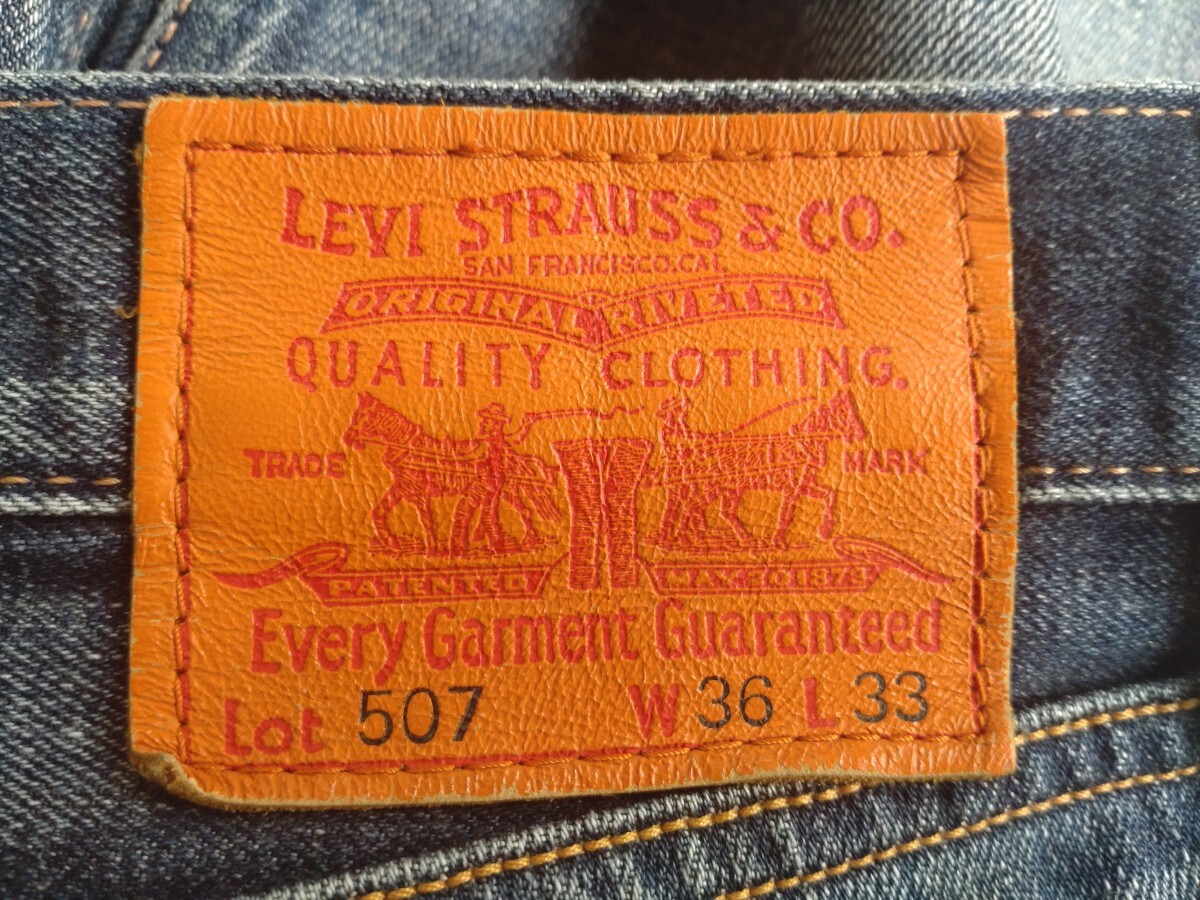 LEVI STRAUSS & CO.
SAN FRANCISCO.CAL
ORIGINAL RIVETED
QUALITY CLOTHING.
TRADE MARK
PATENTED MAY 20 1873
Every Garment Guaranteed
Lot 507 W 36 L 33